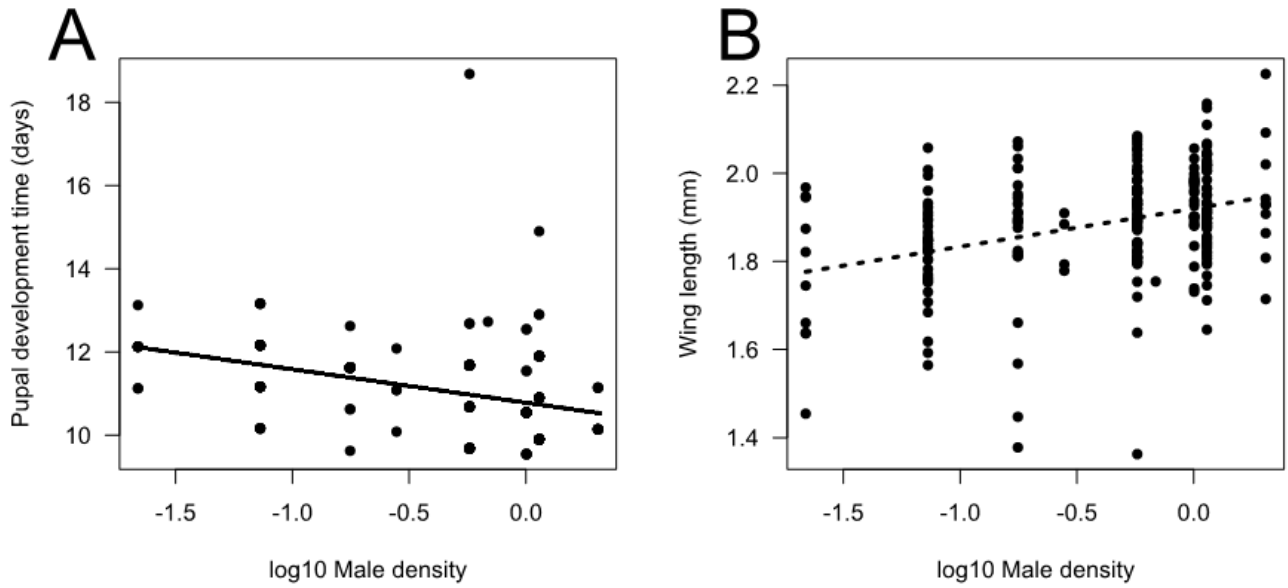 A
Pupal development time (days)
18
16
14
12
10
-1.5 -1.0 -0.5 0.0
log10 Male density
B
Wing length (mm)
2.2
2.0
1.8
1.6
1.4
-1.5 -1.0 -0.5 0.0
log10 Male density